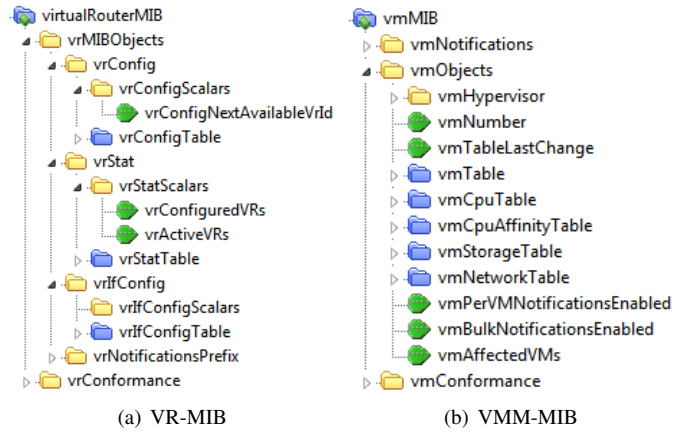 virtualRouterMIB
vrMIBObjects
vrConfig
vrConfigScalars
vrConfigNextAvailableVrId
vrConfigTable
vrStat
vrStatScalars
vrConfiguredVRs
vrActiveVRs
vrStatTable
vrIfConfig
vrIfConfigScalars
vrIfConfigTable
vrNotificationsPrefix
vrConformance
(a) VR-MIB
vmMIB
vmNotifications
vmObjects
vmHypervisor
vmNumber
vmTableLastChange
vmTable
vmCpuTable
vmCpuAffinityTable
vmStorageTable
vmNetworkTable
vmPerVMNotificationsEnabled
vmBulkNotificationsEnabled
vmAffectedVMs
vmConformance
(b) VMM-MIB